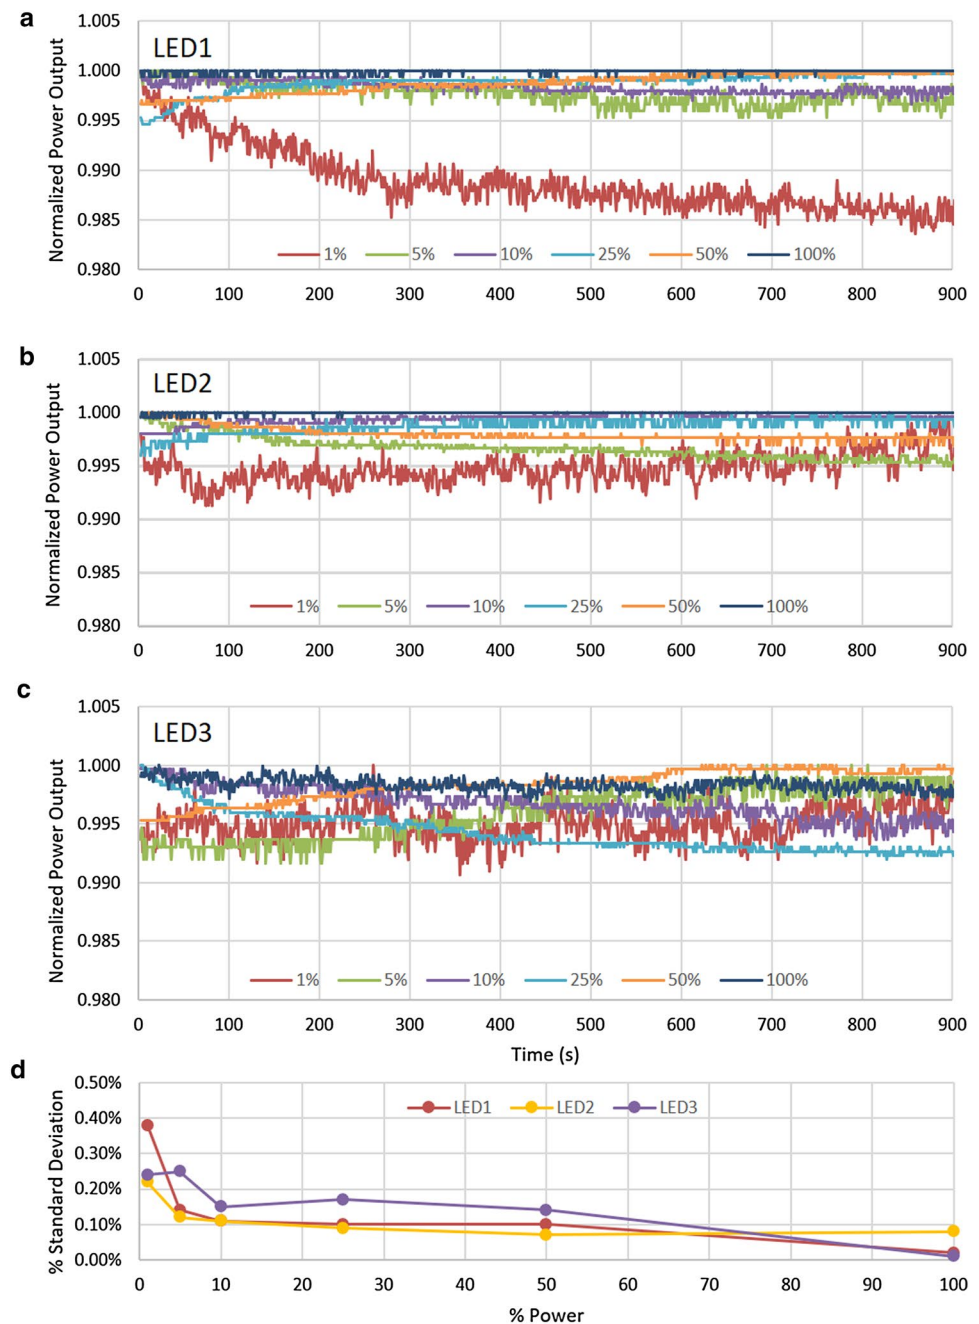 a
LED1
Normalized Power Output
1.005
1.000
0.995
0.990
0.985
0.980
1% 5% 10% 25% 50% 100%
0 100 200 300 400 500 600 700 800 900
b
LED2
Normalized Power Output
1.005
1.000
0.995
0.990
0.985
0.980
1% 5% 10% 25% 50% 100%
0 100 200 300 400 500 600 700 800 900
c
LED3
Normalized Power Output
1.005
1.000
0.995
0.990
0.985
0.980
1% 5% 10% 25% 50% 100%
0 100 200 300 400 500 600 700 800 900
Time (s)
d
% Standard Deviation
0.50%
0.40%
0.30%
0.20%
0.10%
0.00%
LED1 LED2 LED3
0 10 20 30 40 50 60 70 80 90 100
% Power